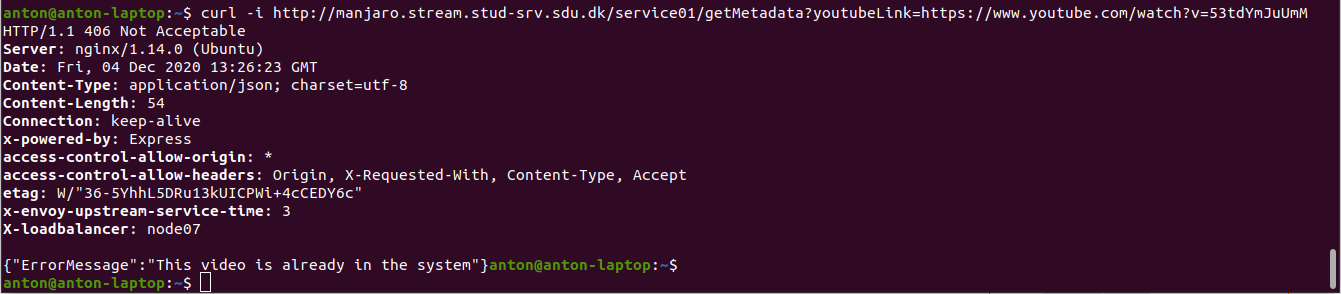 anton@anton-laptop:~$ curl -i http://manjaro.stream.stud-srv.sdu.dk/service01/getMetadata?youtubeLink=https://www.youtube.com/watch?v=53tdYmJuUmM
HTTP/1.1 406 Not Acceptable
Server: nginx/1.14.0 (Ubuntu)
Date: Fri, 04 Dec 2020 13:26:23 GMT
Content-Type: application/json; charset=utf-8
Content-Length: 54
Connection: keep-alive
x-powered-by: Express
access-control-allow-origin: *
access-control-allow-headers: Origin, X-Requested-With, Content-Type, Accept
etag: W/"36-5YhhL5DRu13kUICPWi+4cCEDY6c"
x-envoy-upstream-service-time: 3
X-loadbalancer: node07
{"ErrorMessage":"This video is already in the system"}anton@anton-laptop:~$
anton@anton-laptop:~$